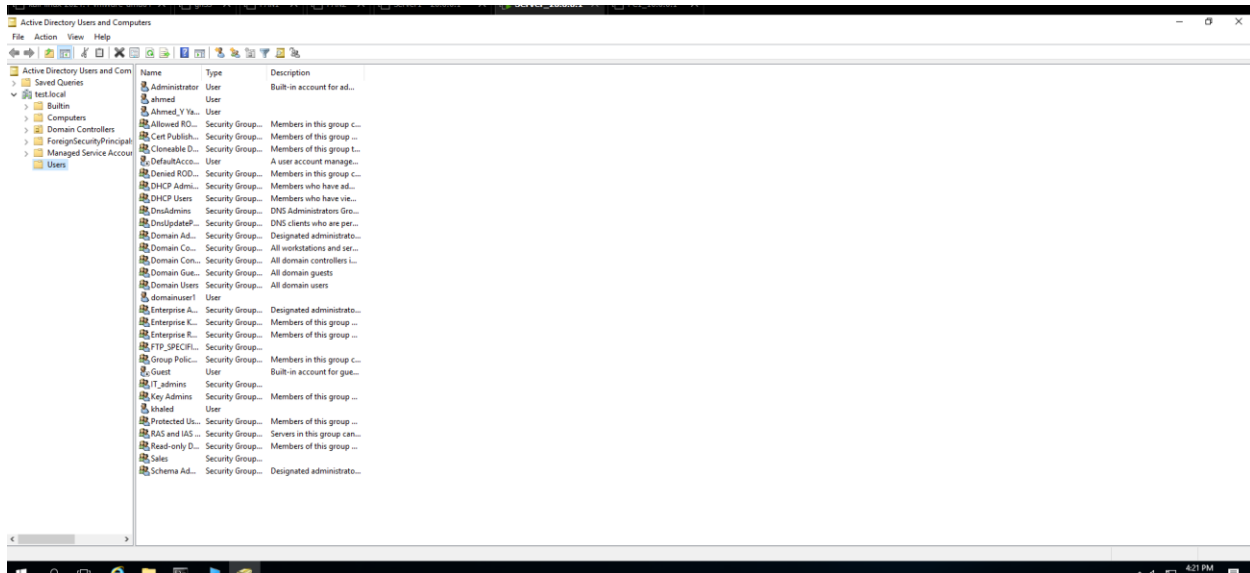 Active Directory Users and Computers
File Action View Help
Active Directory Users and Com
Saved Queries
test.local
Builtin
Computers
Domain Controllers
ForeignSecurityPrincipals
Managed Service Accour
Users
Name Type Description
Administrator User Built-in account for ad...
ahmed User
Ahmed_Y Ya... User
Allowed RO... Security Group... Members in this group c...
Cert Publish... Security Group... Members of this group ...
Cloneable D... Security Group... Members of this group t...
DefaultAcco... User A user account manage...
Denied ROD... Security Group... Members in this group c...
DHCP Admi... Security Group... Members who have ad...
DHCP Users Security Group... Members who have vie...
DnsAdmins Security Group... DNS Administrators Gro...
DnsUpdateP... Security Group... DNS clients who are per...
Domain Ad... Security Group... Designated administrato...
Domain Co... Security Group... All workstations and ser...
Domain Con... Security Group... All domain controllers i...
Domain Gue... Security Group... All domain guests
Domain Users Security Group... All domain users
domainuser1 User
Enterprise A... Security Group... Designated administrato...
Enterprise K... Security Group... Members of this group ...
Enterprise R... Security Group... Members of this group ...
FTP_SPECIFI... Security Group...
Group Polic... Security Group... Members in this group c...
Guest User Built-in account for gue...
IT_admins Security Group...
Key Admins Security Group... Members of this group ...
khaled User
Protected Us... Security Group... Members of this group ...
RAS and IAS ... Security Group... Servers in this group can...
Read-only D... Security Group... Members of this group ...
Sales Security Group...
Schema Ad... Security Group... Designated administrato...
4:21 PM